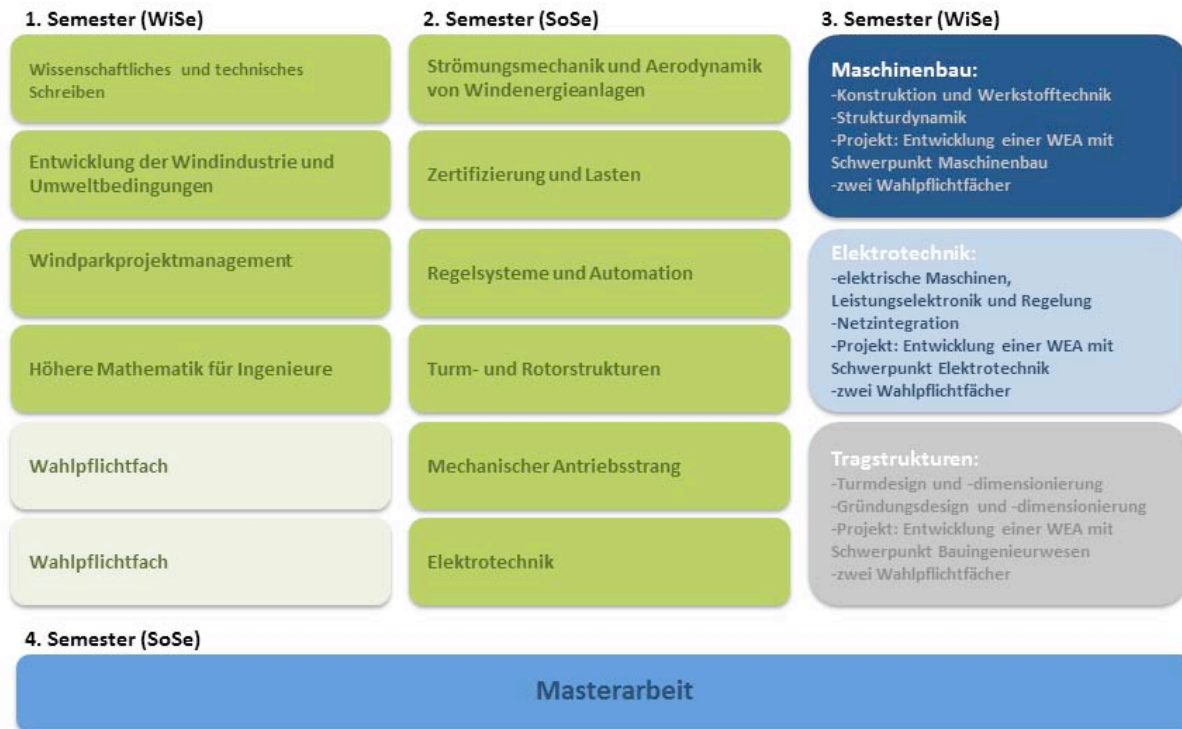 1. Semester (WiSe)
Wissenschaftliches und technisches
Schreiben
Entwicklung der Windindustrie und
Umweltbedingungen
Windparkprojektmanagement
Höhere Mathematik für Ingenieure
Wahlpflichtfach
Wahlpflichtfach
2. Semester (SoSe)
Strömungsmechanik und Aerodynamik
von Windenergieanlagen
Zertifizierung und Lasten
Regelsysteme und Automation
Turm- und Rotorstrukturen
Mechanischer Antriebsstrang
Elektrotechnik
3. Semester (WiSe)
Maschinenbau:
-Konstruktion und Werkstofftechnik
-Strukturdynamik
-Projekt: Entwicklung einer WEA mit
Schwerpunkt Maschinenbau
-zwei Wahlpflichtfächer
Elektrotechnik:
-elektrische Maschinen,
Leistungselektronik und Regelung
-Netzintegration
-Projekt: Entwicklung einer WEA mit
Schwerpunkt Elektrotechnik
-zwei Wahlpflichtfächer
Tragstrukturen:
-Turmdesign und -dimensionierung
-Gründungsdesign und -dimensionierung
-Projekt: Entwicklung einer WEA mit
Schwerpunkt Bauingenieurwesen
-zwei Wahlpflichtfächer
4. Semester (SoSe)
Masterarbeit